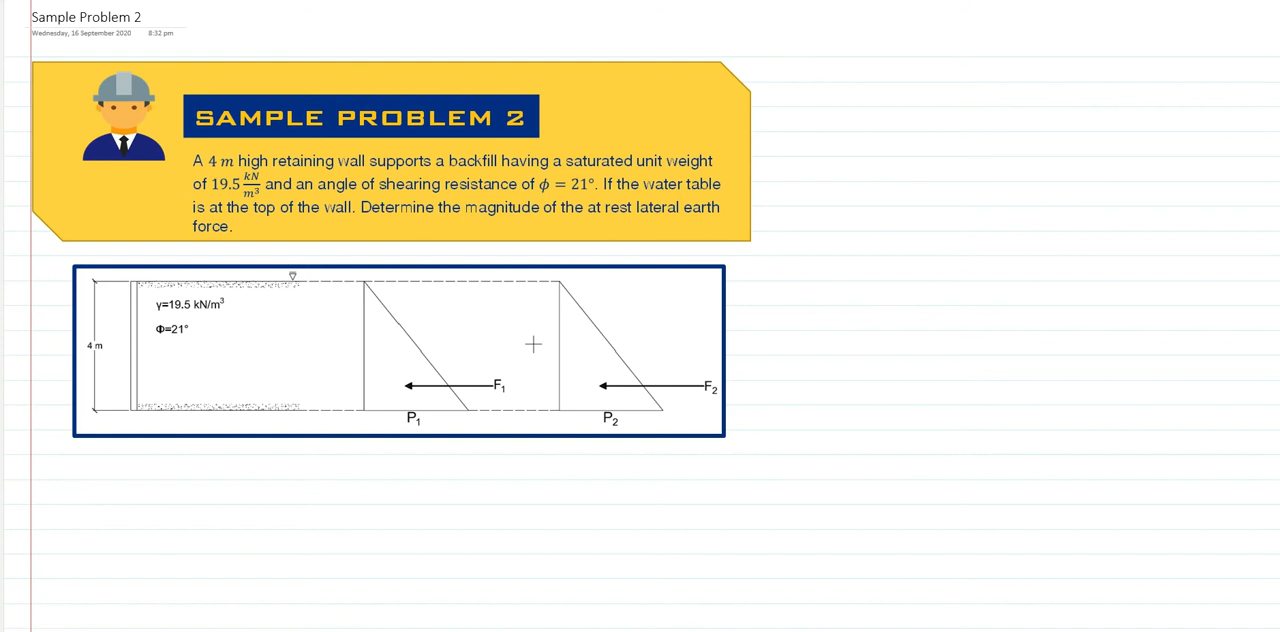 Sample Problem 2
Wednesday, 16 September 2020 8:32 pm
SAMPLE PROBLEM 2
A 4 m high retaining wall supports a backfill having a saturated unit weight
of 19.5 kN/m³ and an angle of shearing resistance of ϕ = 21°. If the water table
is at the top of the wall. Determine the magnitude of the at rest lateral earth
force.
γ=19.5 kN/m³
Φ=21°
4 m
F₁
F₂
P₁
P₂